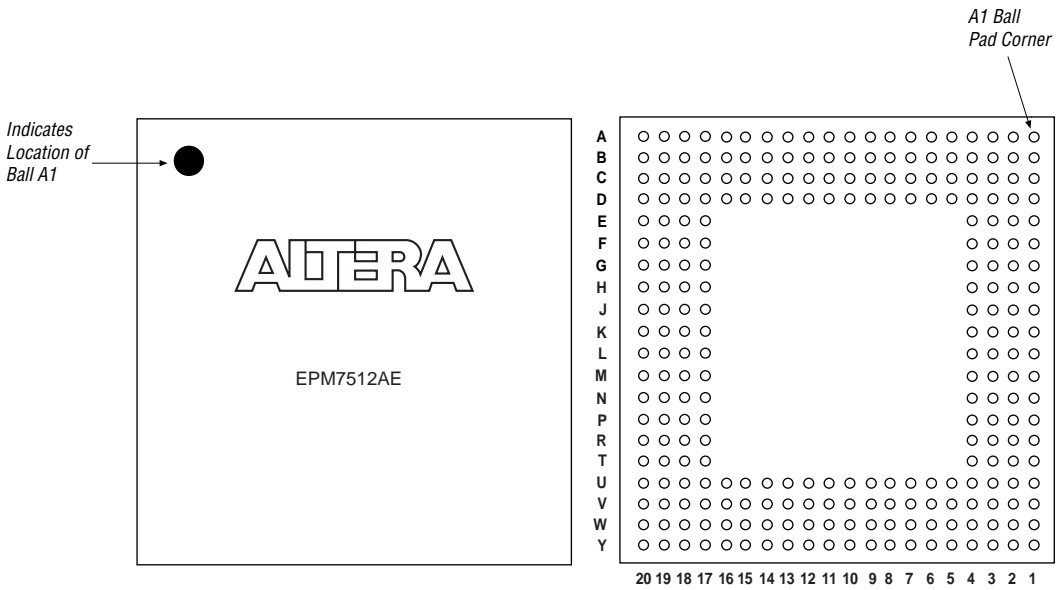 A1 Ball
Pad Corner
Indicates
Location of
Ball A1
ALTERA
EPM7512AE
A
B
C
D
E
F
G
H
J
K
L
M
N
P
R
T
U
V
W
Y
20 19 18 17 16 15 14 13 12 11 10 9 8 7 6 5 4 3 2 1